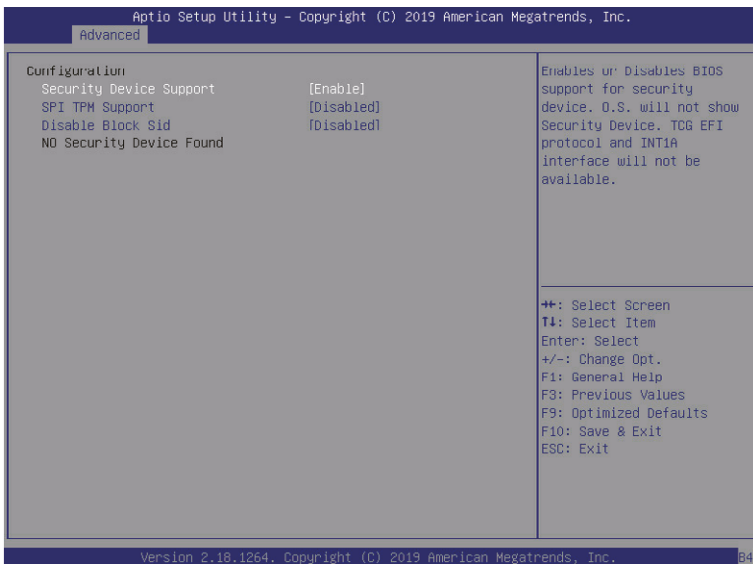 Aptio Setup Utility – Copyright (C) 2019 American Megatrends, Inc.
Advanced
Configuration
Security Device Support [Enable]
SPI TPM Support [Disabled]
Disable Block Sid [Disabled]
NO Security Device Found
Enables or Disables BIOS
support for security
device. O.S. will not show
Security Device. TCG EFI
protocol and INT1A
interface will not be
available.
→←: Select Screen
↑↓: Select Item
Enter: Select
+/-: Change Opt.
F1: General Help
F3: Previous Values
F9: Optimized Defaults
F10: Save & Exit
ESC: Exit
Version 2.18.1264. Copyright (C) 2019 American Megatrends, Inc.
B4